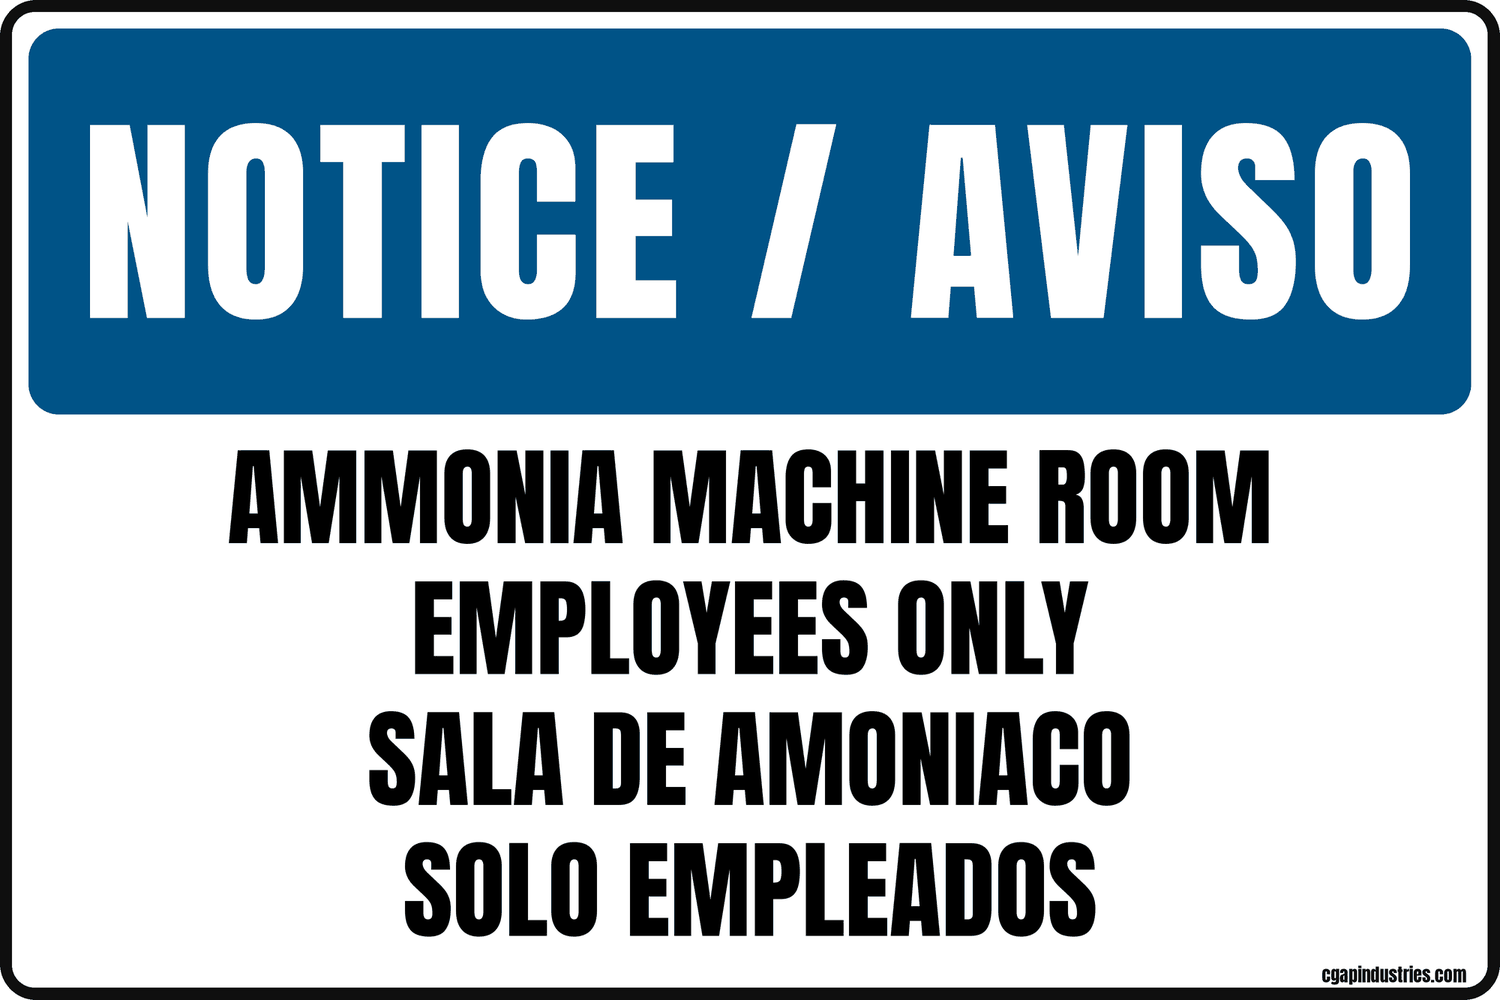 NOTICE / AVISO
AMMONIA MACHINE ROOM
EMPLOYEES ONLY
SALA DE AMONIACO
SOLO EMPLEADOS
cgapindustries.com